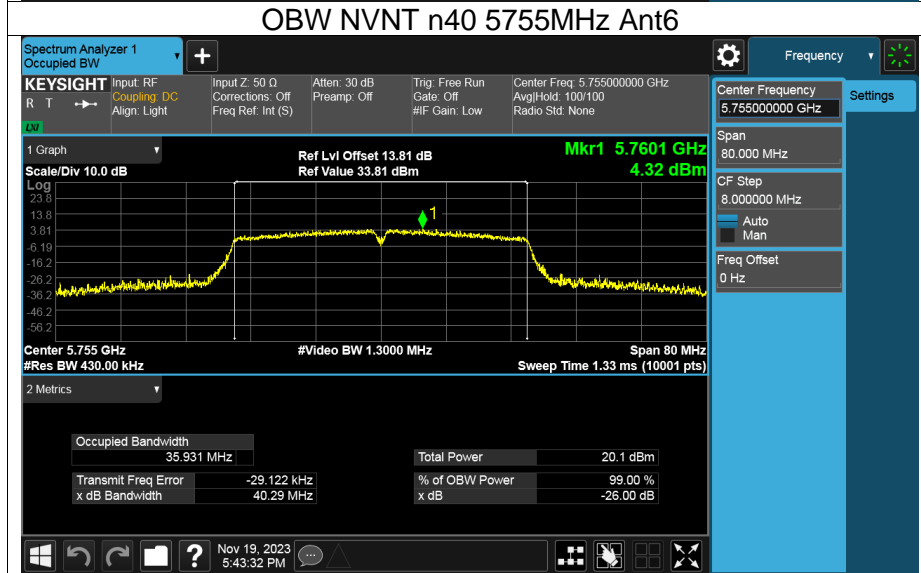 OBW NVNT n40 5755MHz Ant6
Spectrum Analyzer 1
Occupied BW
+
Frequency
KEYSIGHT
R T
LXI
Input: RF
Coupling: DC
Align: Light
Input Z: 50 Ω
Corrections: Off
Freq Ref: Int (S)
Atten: 30 dB
Preamp: Off
Trig: Free Run
Gate: Off
#IF Gain: Low
Center Freq: 5.755000000 GHz
Avg|Hold: 100/100
Radio Std: None
Center Frequency
5.755000000 GHz
Settings
Span
80.000 MHz
CF Step
8.000000 MHz
Auto
Man
Freq Offset
0 Hz
1 Graph
Scale/Div 10.0 dB
Ref Lvl Offset 13.81 dB
Ref Value 33.81 dBm
Mkr1 5.7601 GHz
4.32 dBm
Log
23.8
13.8
3.81
-6.19
-16.2
-26.2
-36.2
-46.2
-56.2
1
Center 5.755 GHz
#Res BW 430.00 kHz
#Video BW 1.3000 MHz
Span 80 MHz
Sweep Time 1.33 ms (10001 pts)
2 Metrics
Occupied Bandwidth
35.931 MHz
Total Power 20.1 dBm
Transmit Freq Error -29.122 kHz
% of OBW Power 99.00 %
x dB Bandwidth 40.29 MHz
x dB -26.00 dB
?
Nov 19, 2023
5:43:32 PM